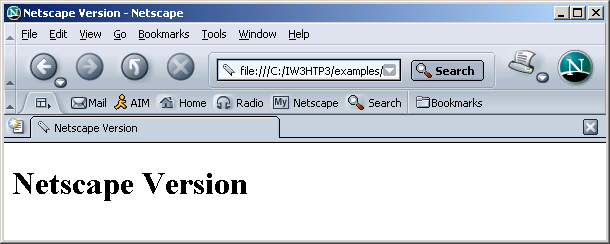 Netscape Version - Netscape
File Edit View Go Bookmarks Tools Window Help
file:///C:/IW3HTP3/examples/ Search N
Mail AIM Home Radio My Netscape Search Bookmarks
Netscape Version
Netscape Version